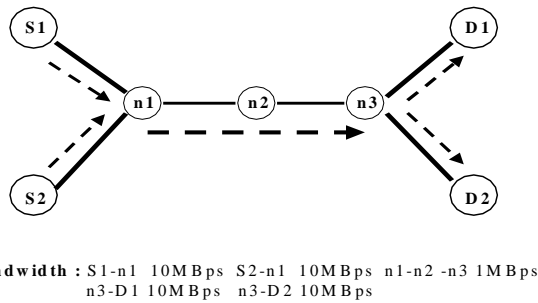 S1
D1
n1
n2
n3
S2
D2
ndwidth : S1-n1 10MBps S2-n1 10MBps n1-n2 -n3 1MBps
n3-D1 10MBps n3-D2 10MBps